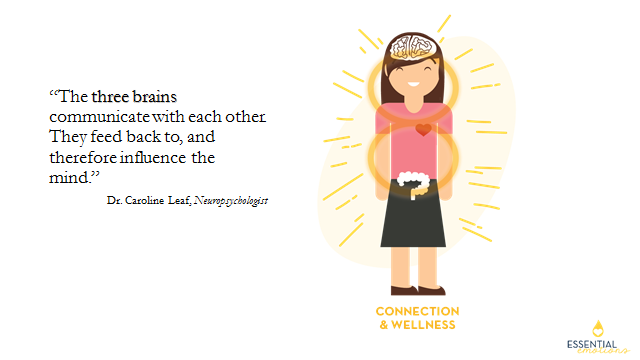 “The three brains
communicate with each other.
They feed back to, and
therefore influence the
mind.”
Dr. Caroline Leaf, Neuropsychologist
CONNECTION
& WELLNESS
ESSENTIAL
emotions